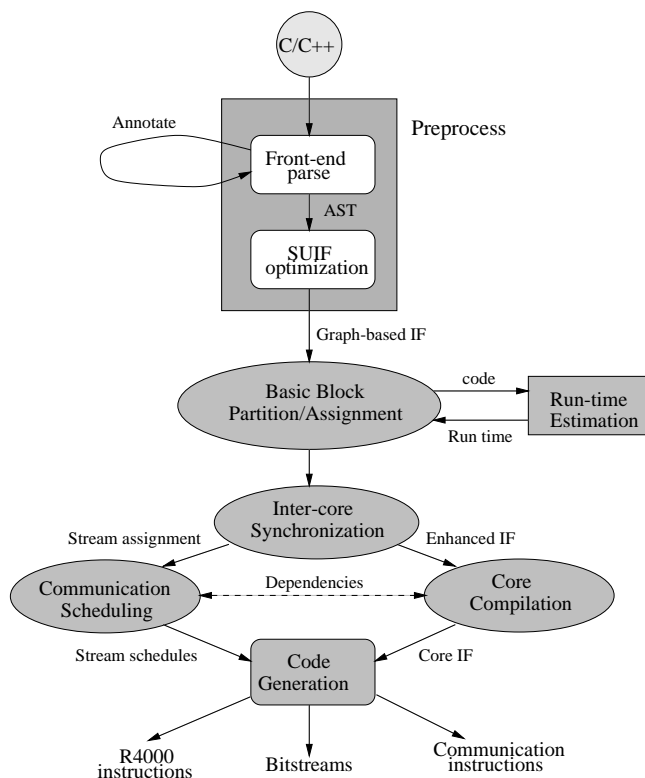 C/C++
Annotate
Preprocess
Front-end
parse
AST
SUIF
optimization
Graph-based IF
Basic Block
Partition/Assignment
code
Run time
Run-time
Estimation
Inter-core
Synchronization
Stream assignment
Enhanced IF
Communication
Scheduling
Dependencies
Core
Compilation
Stream schedules
Code
Generation
Core IF
R4000
instructions
Bitstreams
Communication
instructions